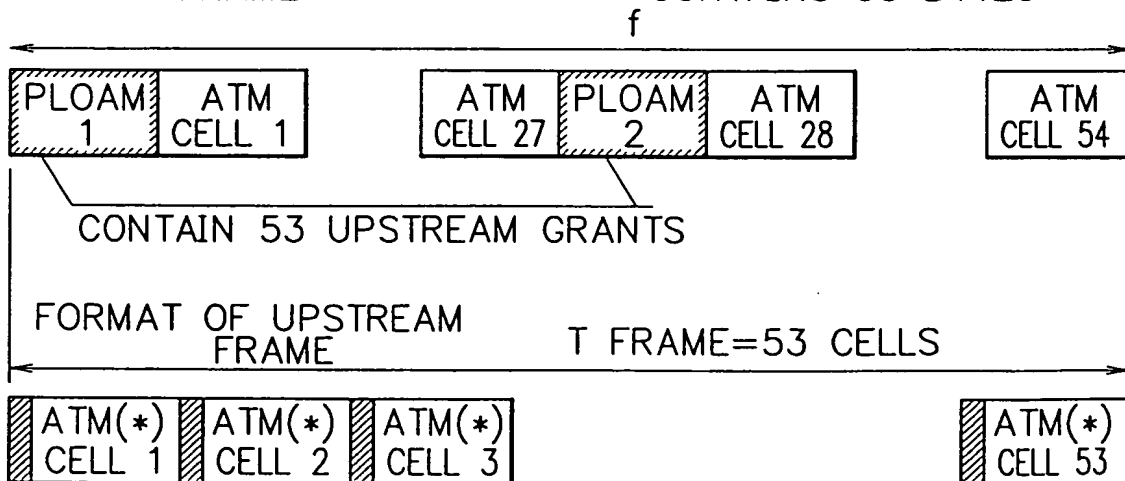 f
PLOAM 1
ATM CELL 1
ATM CELL 27
PLOAM 2
ATM CELL 28
ATM CELL 54
CONTAIN 53 UPSTREAM GRANTS
FORMAT OF UPSTREAM FRAME
T FRAME=53 CELLS
ATM(*) CELL 1
ATM(*) CELL 2
ATM(*) CELL 3
ATM(*) CELL 53